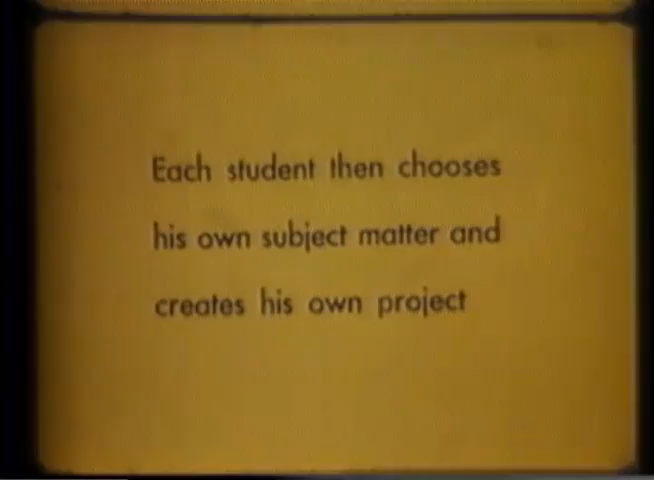 Each student then chooses
his own subject matter and
creates his own project